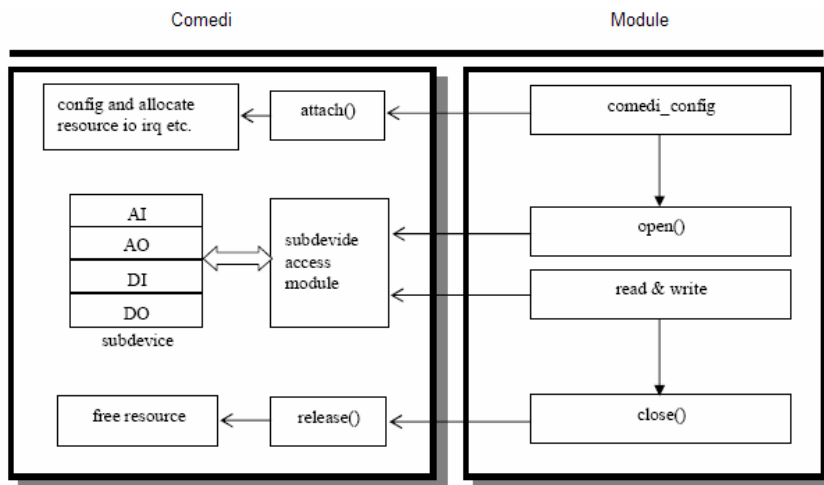 Comedi
Module
config and allocate
resource io irq etc.
attach()
comedi_config
AI
AO
DI
DO
subdevice
subdevide
access
module
open()
read & write
free resource
release()
close()